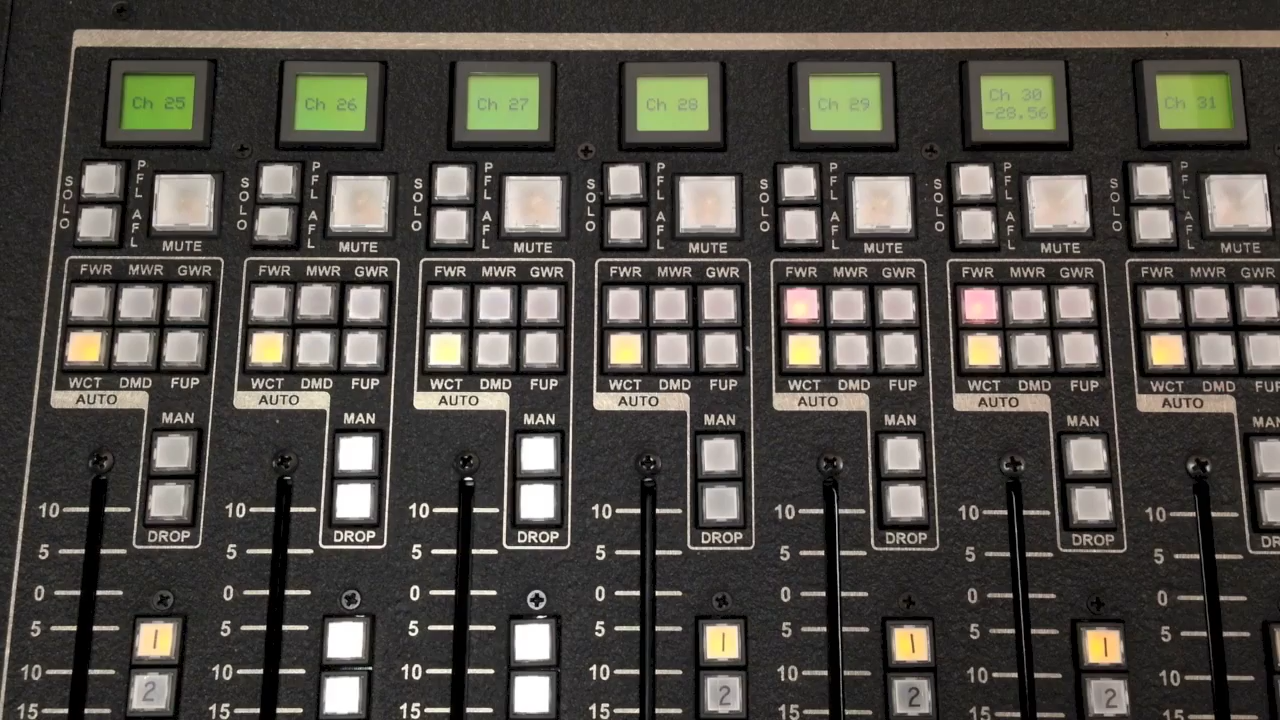 Ch 25 Ch 26 Ch 27 Ch 28 Ch 29 Ch 30 Ch 31
-28.56
SOLO PFL AFL SOLO PFL AFL SOLO PFL AFL SOLO PFL AFL SOLO PFL AFL SOLO PFL AFL SOLO PFL AFL
MUTE MUTE MUTE MUTE MUTE MUTE MUTE
FWR MWR GWR FWR MWR GWR FWR MWR GWR FWR MWR GWR FWR MWR GWR FWR MWR GWR FWR MWR GWR
WCT DMD FUP WCT DMD FUP WCT DMD FUP WCT DMD FUP WCT DMD FUP WCT DMD FUP WCT DMD FUP
AUTO AUTO AUTO AUTO AUTO AUTO AUTO
MAN MAN MAN MAN MAN MAN MAN
10 10 10 10 10 10 10
DROP DROP DROP DROP DROP DROP DR
5 5 5 5 5 5 5
0 0 0 0 0 0 0
5 5 5 5 5 5 5
1 1 1 1
10 10 10 10 10 10 10
2 2 2 2
15 15 15 15 15 15 15